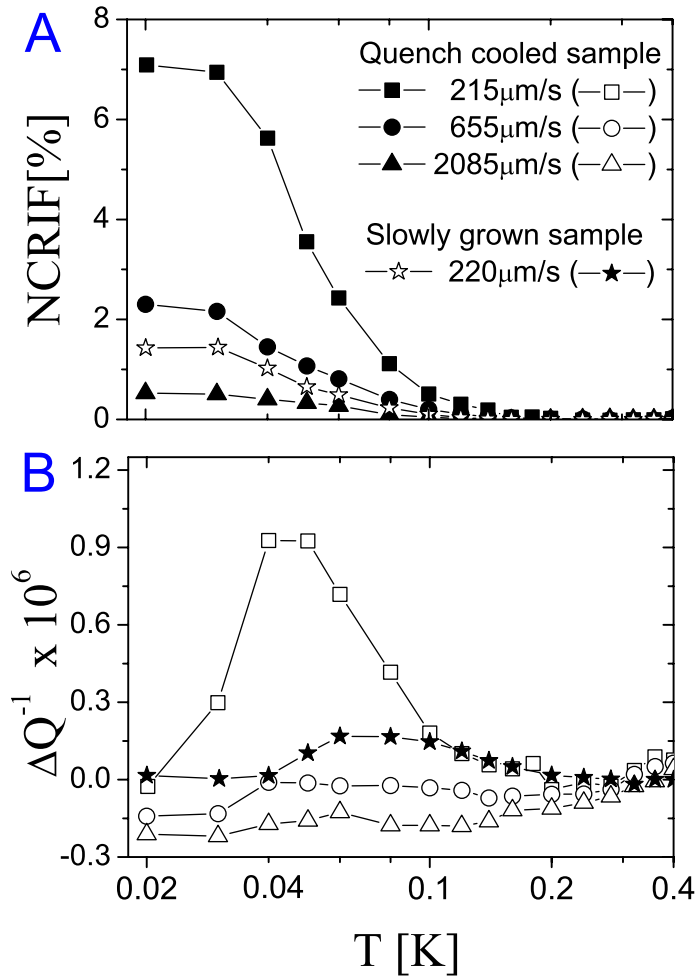 A
8
6
4
2
0
NCRIF[%]
Quench cooled sample
215μm/s ( )
655μm/s ( )
2085μm/s ( )
Slowly grown sample
220μm/s ( )
B
1.2
0.9
0.6
0.3
0.0
-0.3
ΔQ⁻¹ x 10⁶
0.02 0.04 0.1 0.2 0.4
T [K]